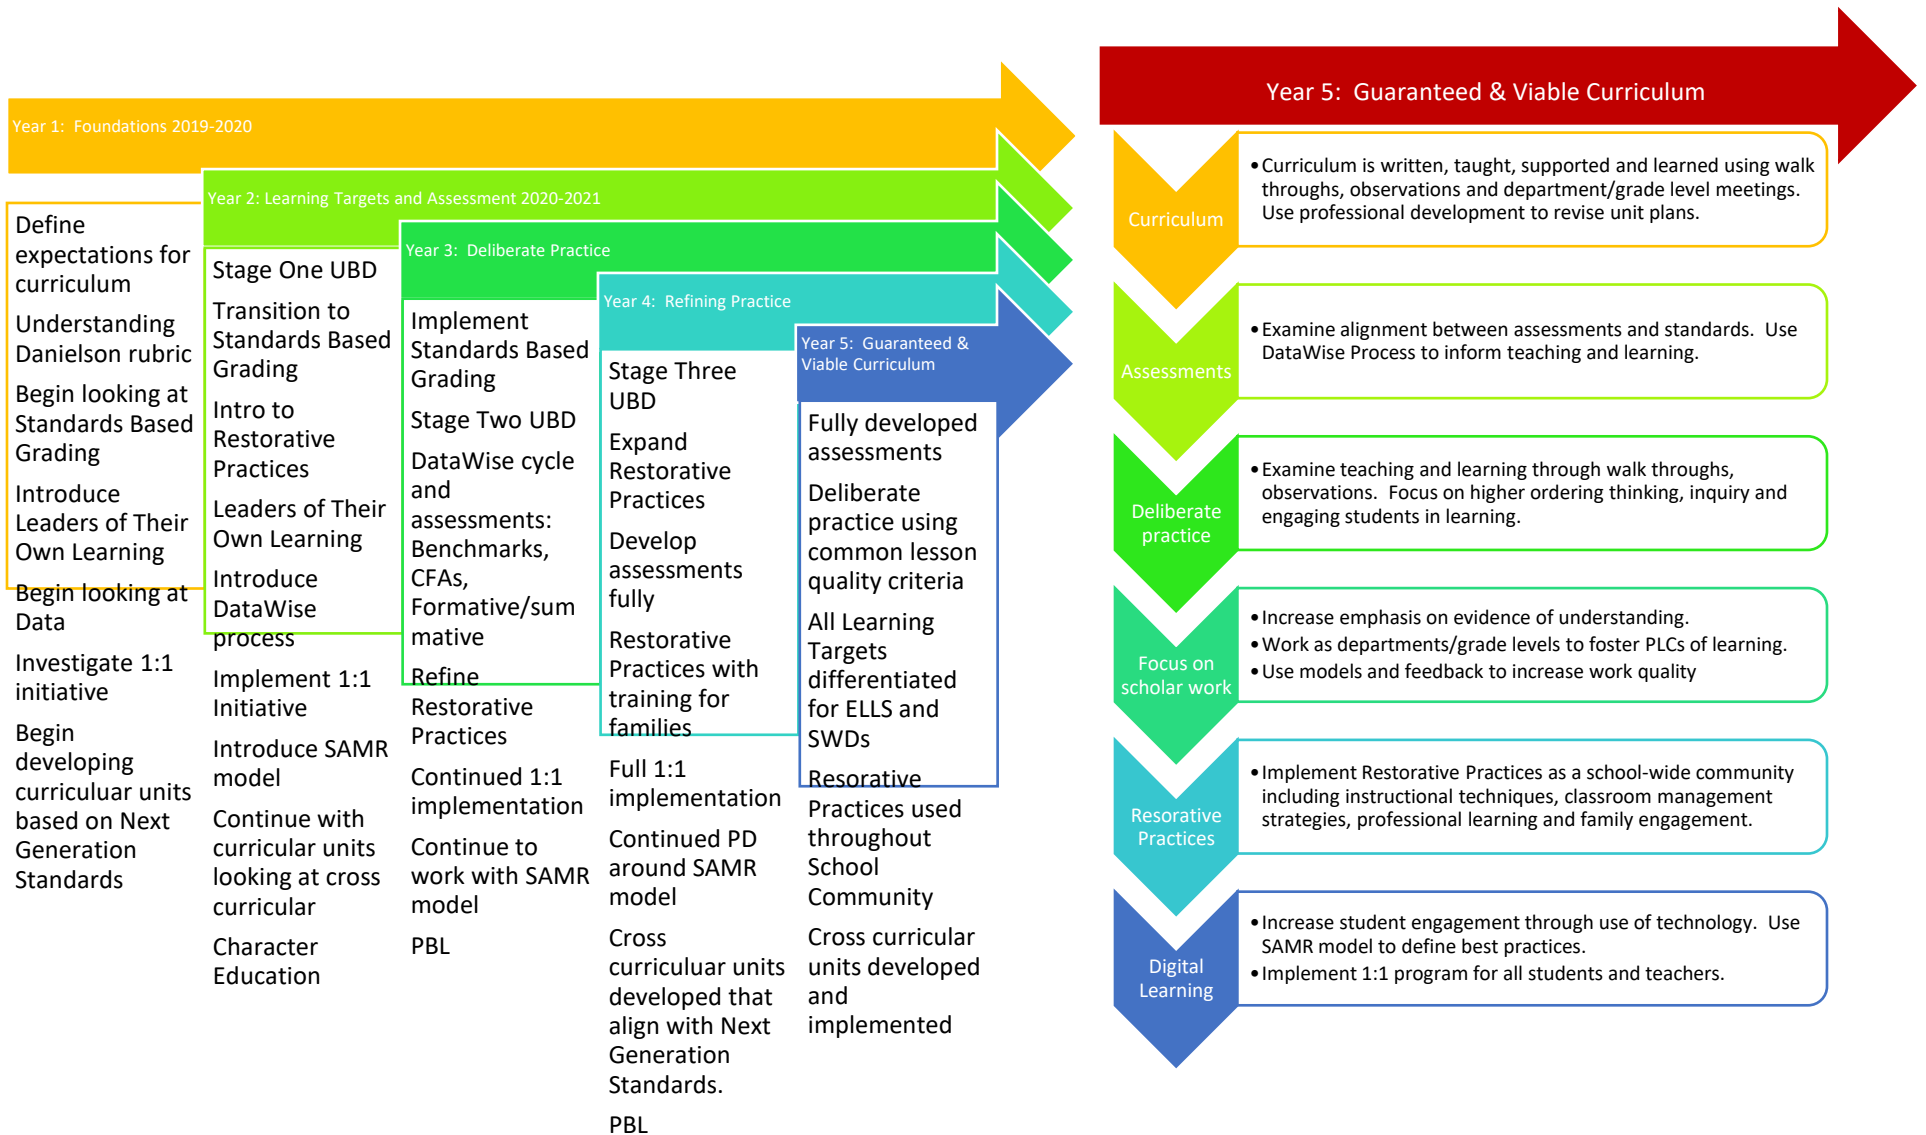 Year 1:  Foundations 2019-2020
Define
expectations for
curriculum
Understanding
Danielson rubric
Begin looking at
Standards Based
Grading
Introduce
Leaders of Their
Own Learning
Begin looking at
Data
Investigate 1:1
initiative
Begin
developing
curriculuar units
based on Next
Generation
Standards
Year 2: Learning Targets and Assessment 2020-2021
Stage One UBD
Transition to
Standards Based
Grading
Intro to
Restorative
Practices
Leaders of Their
Own Learning
Introduce
DataWise
process
Implement 1:1
Initiative
Introduce SAMR
model
Continue with
curricular units
looking at cross
curricular
Character
Education
Year 3:  Deliberate Practice
Implement
Standards Based
Grading
Stage Two UBD
DataWise cycle
and
assessments:
Benchmarks,
CFAs,
Formative/sum
mative
Refine
Restorative
Practices
Continued 1:1
implementation
Continue to
work with SAMR
model
PBL
Year 4:  Refining Practice
Stage Three
UBD
Expand
Restorative
Practices
Develop
assessments
fully
Restorative
Practices with
training for
families
Full 1:1
implementation
Continued PD
around SAMR
model
Cross
curriculuar units
developed that
align with Next
Generation
Standards.
PBL
Year 5:  Guaranteed &
Viable Curriculum
Fully developed
assessments
Deliberate
practice using
common lesson
quality criteria
All Learning
Targets
differentiated
for ELLS and
SWDs
Resorative
Practices used
throughout
School
Community
Cross curricular
units developed
and
implemented
Year 5:  Guaranteed & Viable Curriculum
Curriculum
•Curriculum is written, taught, supported and learned using walk
throughs, observations and department/grade level meetings.
Use professional development to revise unit plans.
Assessments
•Examine alignment between assessments and standards.  Use
DataWise Process to inform teaching and learning.
Deliberate
practice
•Examine teaching and learning through walk throughs,
observations.  Focus on higher ordering thinking, inquiry and
engaging students in learning.
Focus on
scholar work
•Increase emphasis on evidence of understanding.
•Work as departments/grade levels to foster PLCs of learning.
•Use models and feedback to increase work quality
Resorative
Practices
•Implement Restorative Practices as a school-wide community
including instructional techniques, classroom management
strategies, professional learning and family engagement.
Digital
Learning
•Increase student engagement through use of technology.  Use
SAMR model to define best practices.
•Implement 1:1 program for all students and teachers.